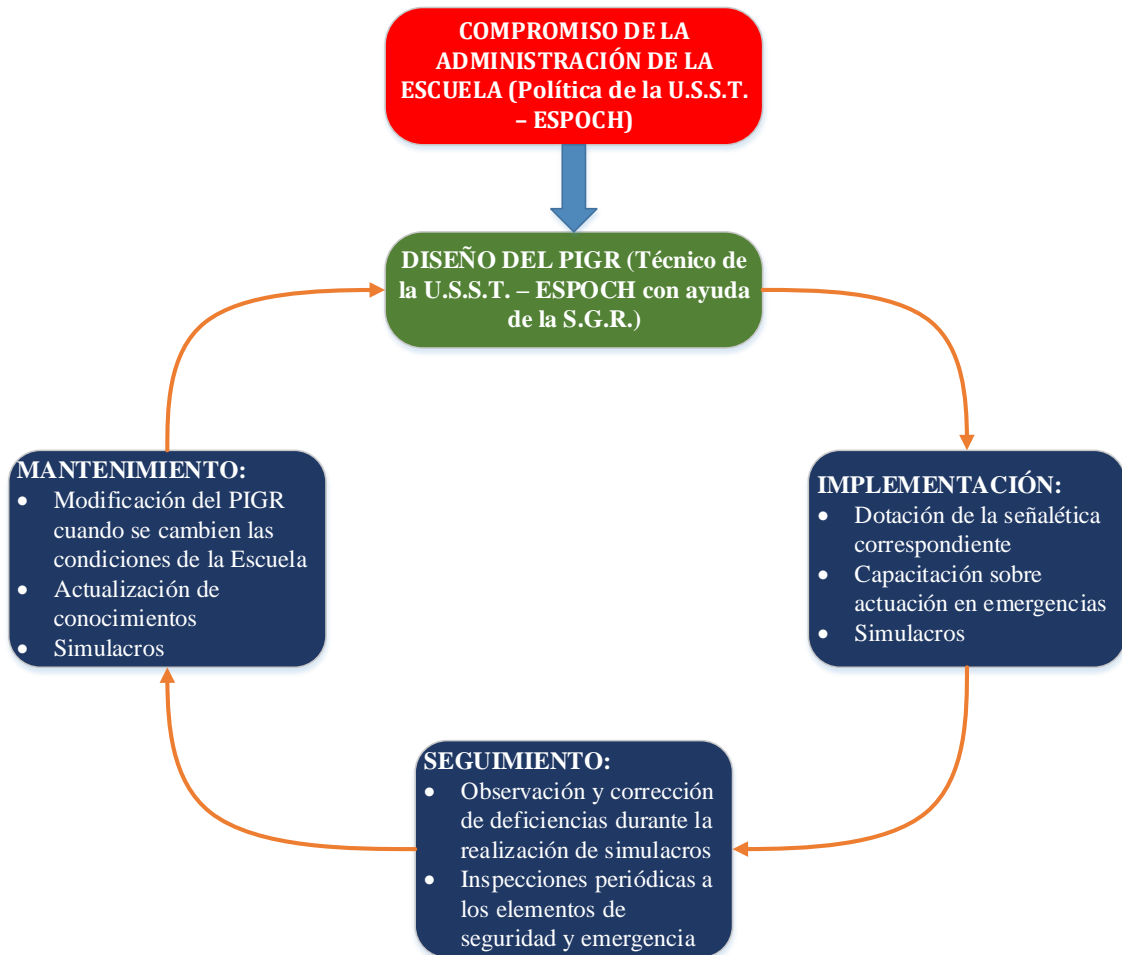 COMPROMISO DE LA
ADMINISTRACIÓN DE LA
ESCUELA (Política de la U.S.S.T.
– ESPOCH)
DISEÑO DEL PIGR (Técnico de
la U.S.S.T. – ESPOCH con ayuda
de la S.G.R.)
MANTENIMIENTO:
• Modificación del PIGR
cuando se cambien las
condiciones de la Escuela
• Actualización de
conocimientos
• Simulacros
IMPLEMENTACIÓN:
• Dotación de la señalética
correspondiente
• Capacitación sobre
actuación en emergencias
• Simulacros
SEGUIMIENTO:
• Observación y corrección
de deficiencias durante la
realización de simulacros
• Inspecciones periódicas a
los elementos de
seguridad y emergencia